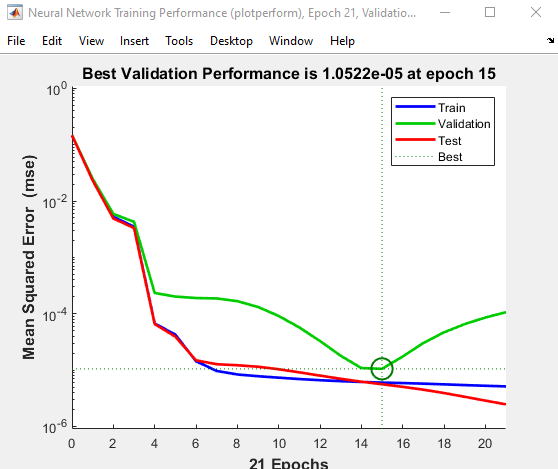 Neural Network Training Performance (plotperform), Epoch 21, Validatio...
File Edit View Insert Tools Desktop Window Help
Best Validation Performance is 1.0522e-05 at epoch 15
Mean Squared Error (mse)
10^0
10^-2
10^-4
10^-6
Train
Validation
Test
Best
0 2 4 6 8 10 12 14 16 18 20
21 Epochs